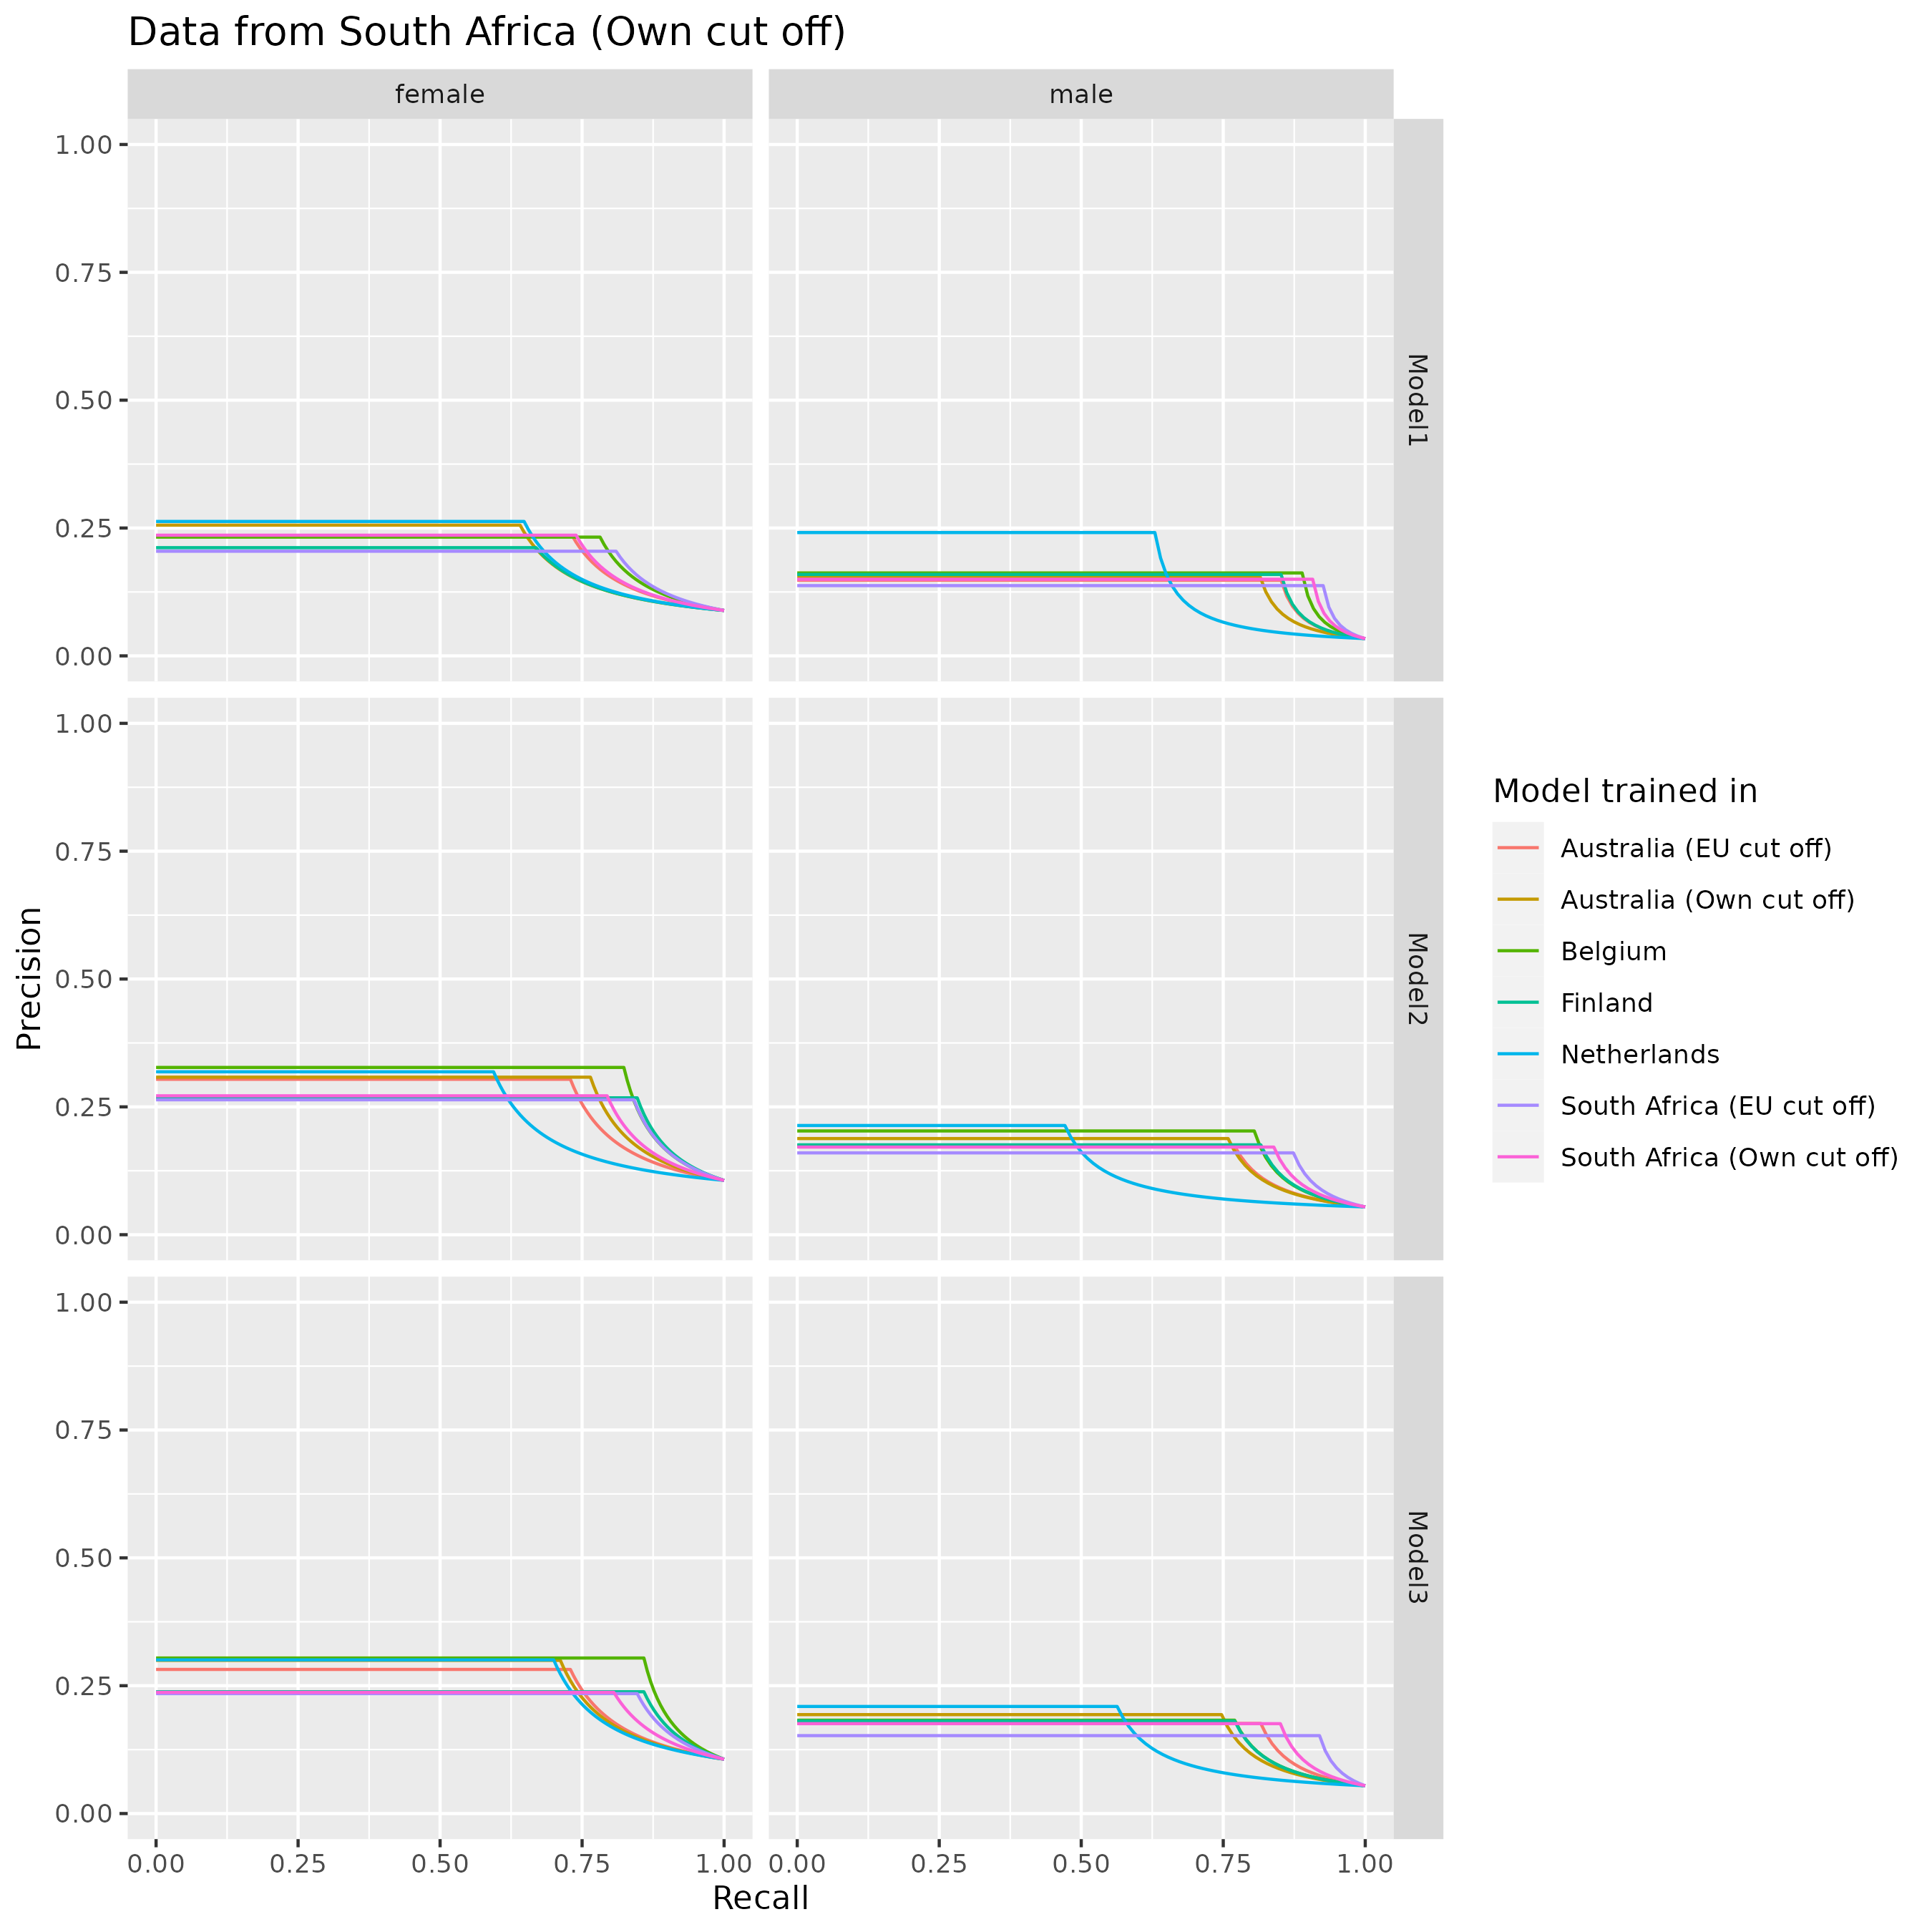 Data from South Africa (Own cut off)
female
male
1.00
0.75
0.50
0.25
0.00
Model1
1.00
0.75
0.50
0.25
0.00
Model2
1.00
0.75
0.50
0.25
0.00
Model3
Precision
0.00 0.25 0.50 0.75 1.00
0.00 0.25 0.50 0.75 1.00
Recall
Model trained in
Australia (EU cut off)
Australia (Own cut off)
Belgium
Finland
Netherlands
South Africa (EU cut off)
South Africa (Own cut off)